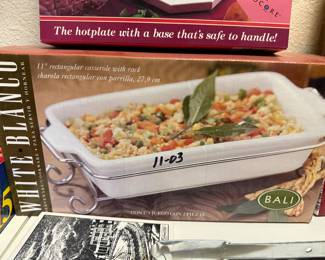 SCORE
The hotplate with a base that's safe to handle!
11" rectangular casserole with rack
charola rectangular con parrilla, 27,9 cm
WHITE • BLANCO
11-03
BALI